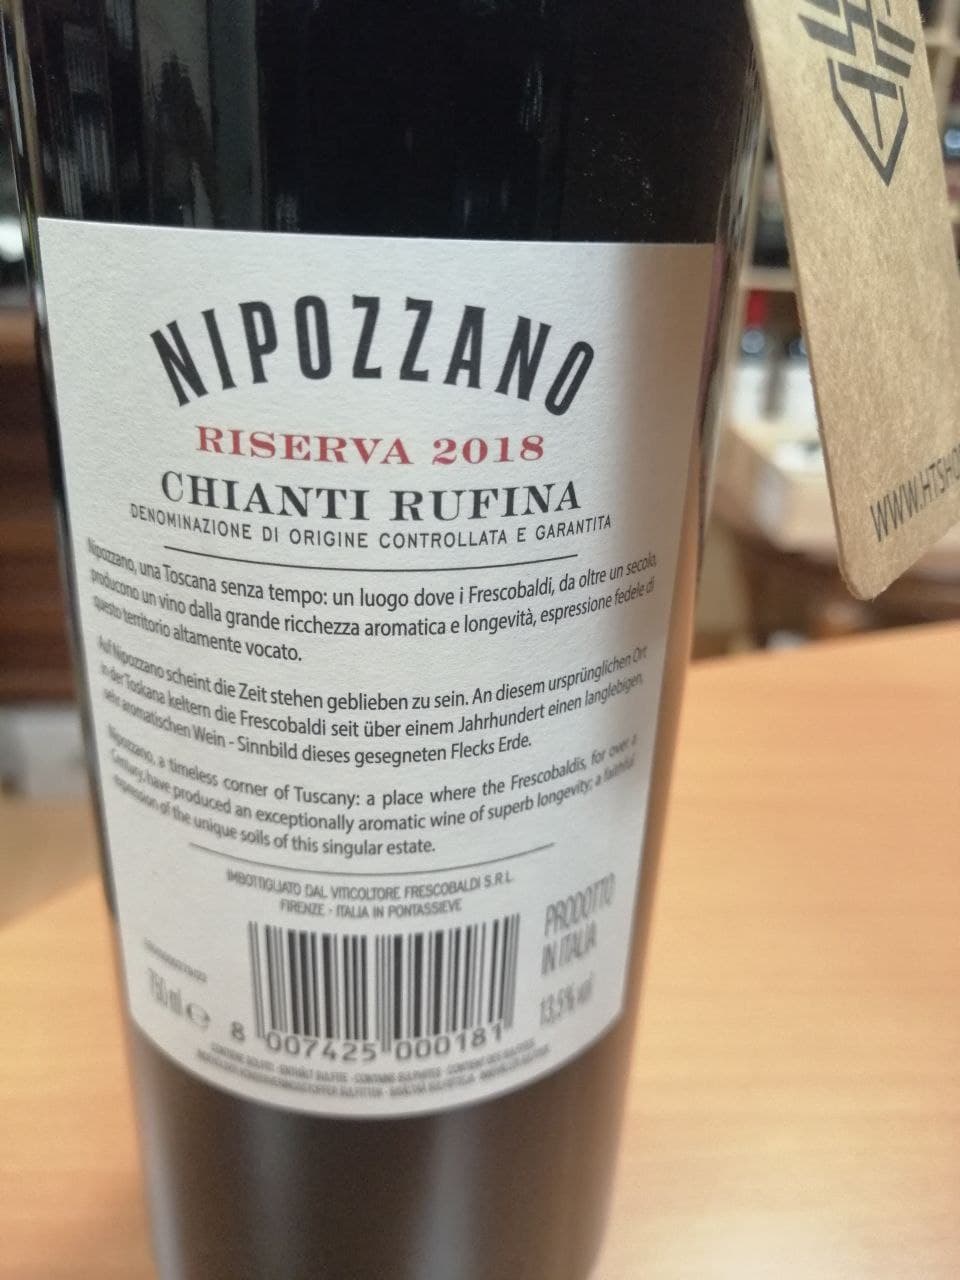 NIPOZZANO
RISERVA 2018
CHIANTI RUFINA
DENOMINAZIONE DI ORIGINE CONTROLLATA E GARANTITA
Nipozzano, una Toscana senza tempo: un luogo dove i Frescobaldi, da oltre un secolo,
producono un vino dalla grande ricchezza aromatica e longevità, espressione fedele di
questo territorio altamente vocato.
Auf Nipozzano scheint die Zeit stehen geblieben zu sein. An diesem ursprünglichen Ort
in der Toskana keltern die Frescobaldi seit über einem Jahrhundert einen langlebigen,
sehr aromatischen Wein - Sinnbild dieses gesegneten Flecks Erde.
Nipozzano, a timeless corner of Tuscany: a place where the Frescobaldis, for over a
Century, have produced an exceptionally aromatic wine of superb longevity; a faithful
expression of the unique soils of this singular estate.
IMBOTTIGLIATO DAL VITICOLTORE FRESCOBALDI S.R.L.
FIRENZE - ITALIA IN PONTASSIEVE
PRODOTTO
IN ITALIA
750 ml e
13,5% vol
8 007425 000181
WWW.HTSHO